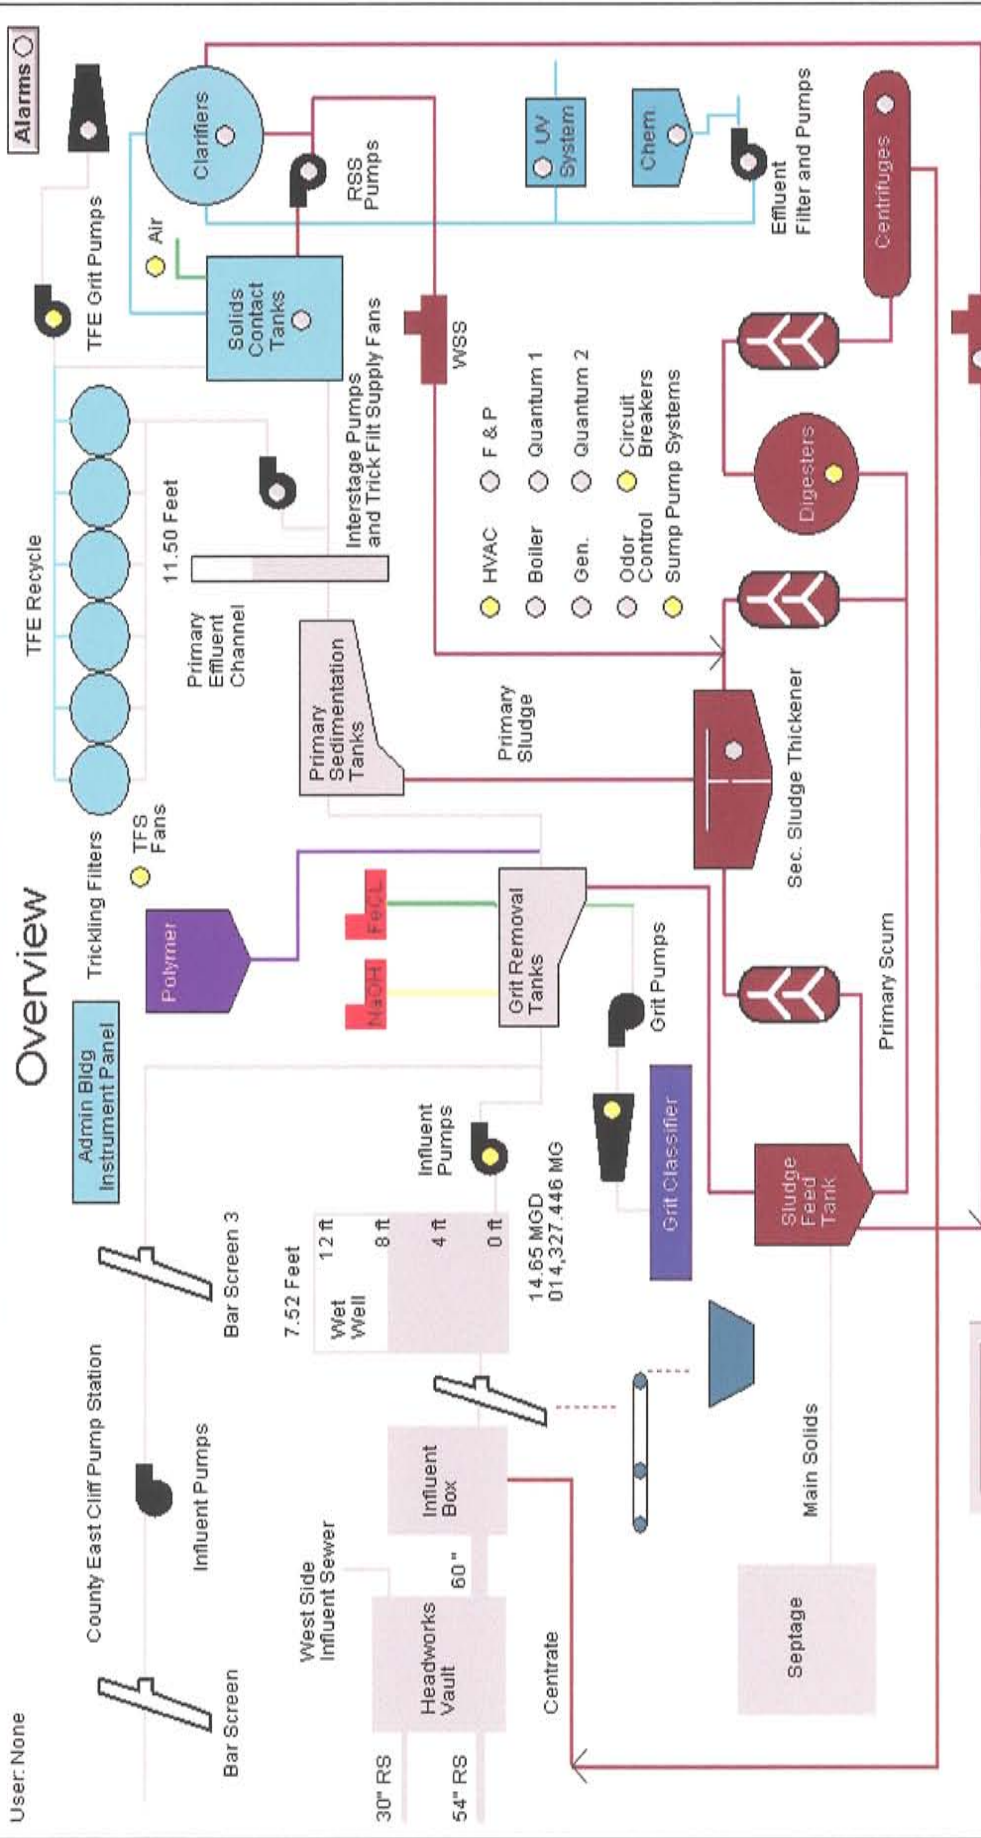 User: None
Overview
Alarms
Admin Bldg
Instrument Panel
County East Cliff Pump Station
Bar Screen
Influent Pumps
Bar Screen 3
Trickling Filters
TFS
Fans
TFE Recycle
TFE Grit Pumps
Polymer
Air
Clarifiers
Solids
Contact
Tanks
RSS
Pumps
Primary
Effluent
Channel
11.50 Feet
Interstage Pumps
and Trick Filt Supply Fans
West Side
Influent Sewer
30" RS
54" RS
Headworks
Vault
60 "
Influent
Box
7.52 Feet
Wet
Well
12 ft
8 ft
4 ft
0 ft
14.65 MGD
014,327.446 MG
Influent
Pumps
NaOH
FeCL
Grit Removal
Tanks
Primary
Sedimentation
Tanks
Primary
Sludge
WSS
UV
System
Chem.
Effluent
Filter and Pumps
HVAC
F & P
Boiler
Quantum 1
Gen.
Quantum 2
Odor
Control
Circuit
Breakers
Sump Pump Systems
Centrate
Grit Pumps
Grit Classifier
Septage
Main Solids
Sludge
Feed
Tank
Primary Scum
Sec. Sludge Thickener
Digesters
Centrifuges